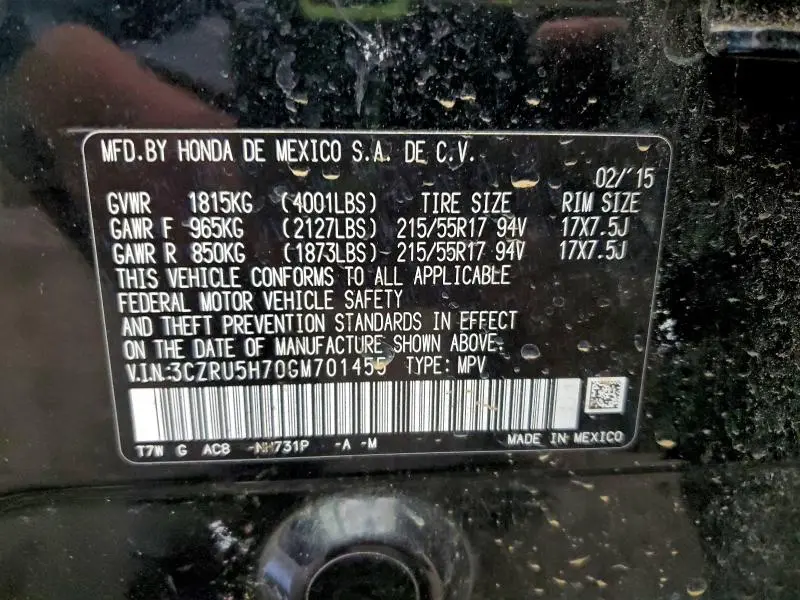 MFD.BY HONDA DE MEXICO S.A. DE C.V.
02/'15
GVWR 1815KG (4001LBS) TIRE SIZE RIM SIZE
GAWR F 965KG (2127LBS) 215/55R17 94V 17X7.5J
GAWR R 850KG (1873LBS) 215/55R17 94V 17X7.5J
THIS VEHICLE CONFORMS TO ALL APPLICABLE
FEDERAL MOTOR VEHICLE SAFETY
AND THEFT PREVENTION STANDARDS IN EFFECT
ON THE DATE OF MANUFACTURE SHOWN ABOVE.
V.I.N.:3CZRU5H70GM701455 TYPE: MPV
T7W G AC8 -NH731P -A -M MADE IN MEXICO